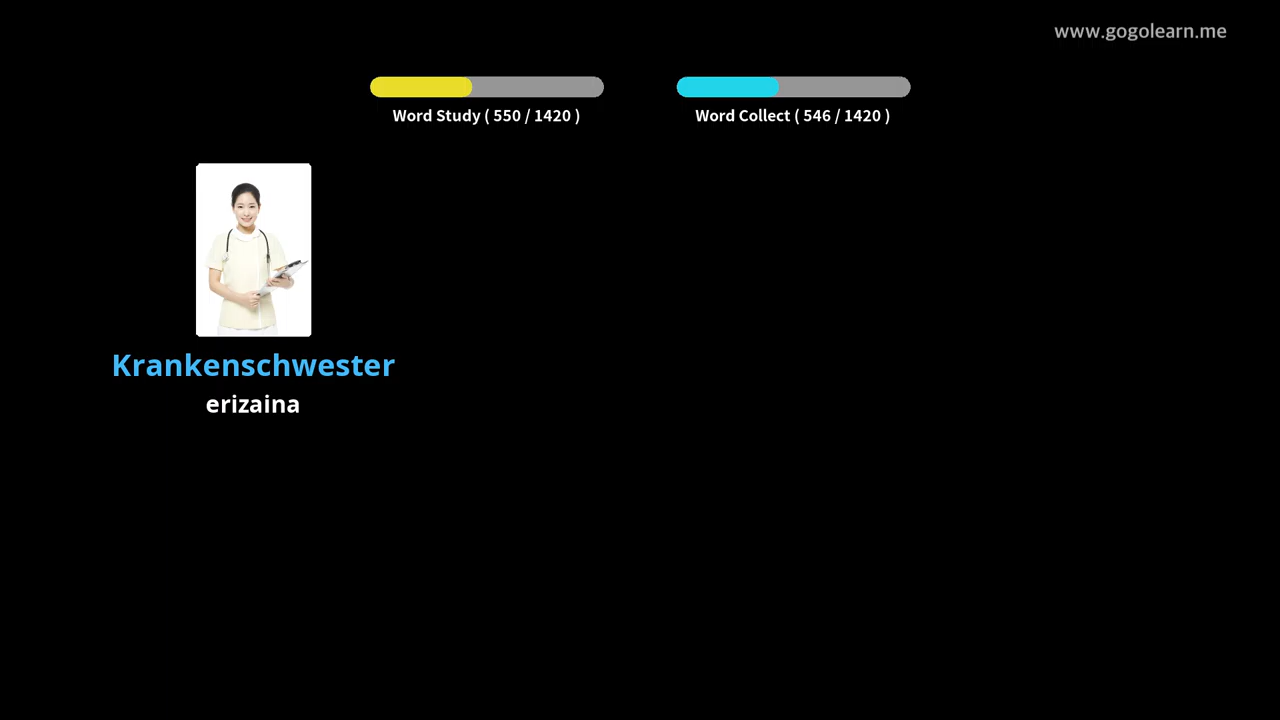 www.gogolearn.me
Word Study ( 550 / 1420 )
Word Collect ( 546 / 1420 )
Krankenschwester
erizaina